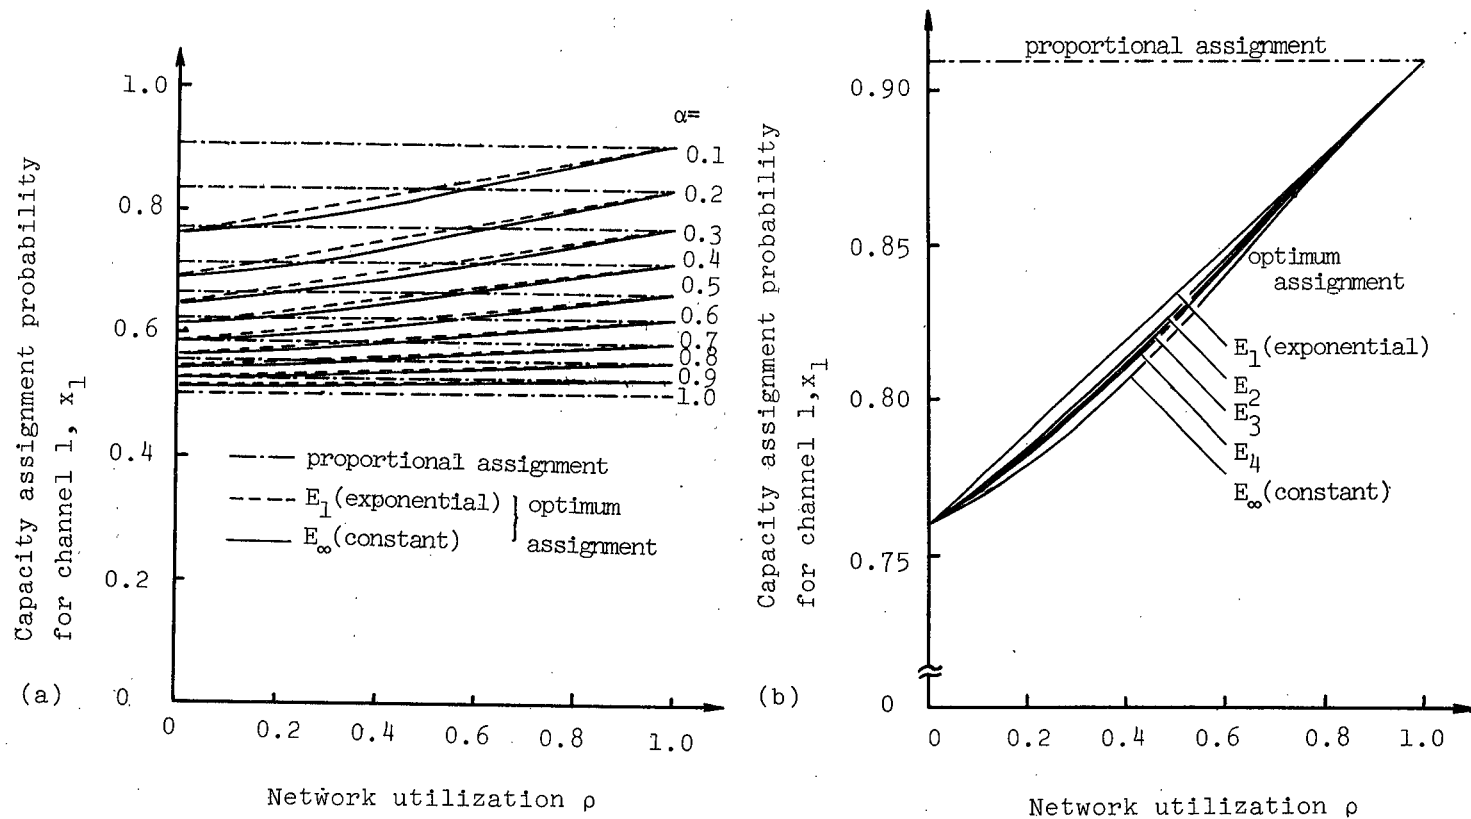 Capacity assignment probability
for channel 1, x1
(a)
1.0
0.8
0.6
0.4
0.2
0
α=
0.1
0.2
0.3
0.4
0.5
0.6
0.7
0.8
0.9
1.0
proportional assignment
E1(exponential)
E∞(constant)
optimum
assignment
0
0.2
0.4
0.6
0.8
1.0
Network utilization ρ
Capacity assignment probability
for channel 1,x1
(b)
0.90
0.85
0.80
0.75
0
proportional assignment
optimum
assignment
E1(exponential)
E2
E3
E4
E∞(constant)
0
0.2
0.4
0.6
0.8
1.0
Network utilization ρ